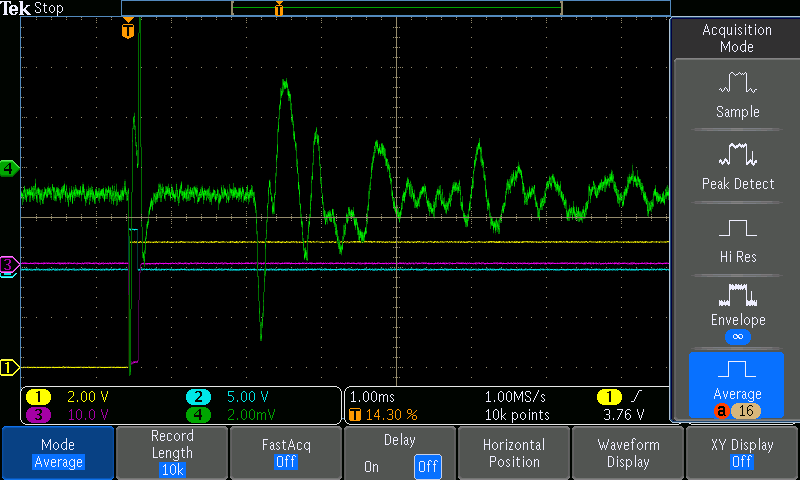 Tek Stop
T
T
4
3
1
Acquisition
Mode
Sample
Peak Detect
Hi Res
Envelope
∞
Average
a 16
1 2.00 V 2 5.00 V
3 10.0 V 4 2.00mV
1.00ms 1.00MS/s 1
T 14.30 % 10k points 3.76 V
Mode
Average
Record
Length
10k
FastAcq
Off
Delay
On Off
Horizontal
Position
Waveform
Display
XY Display
Off